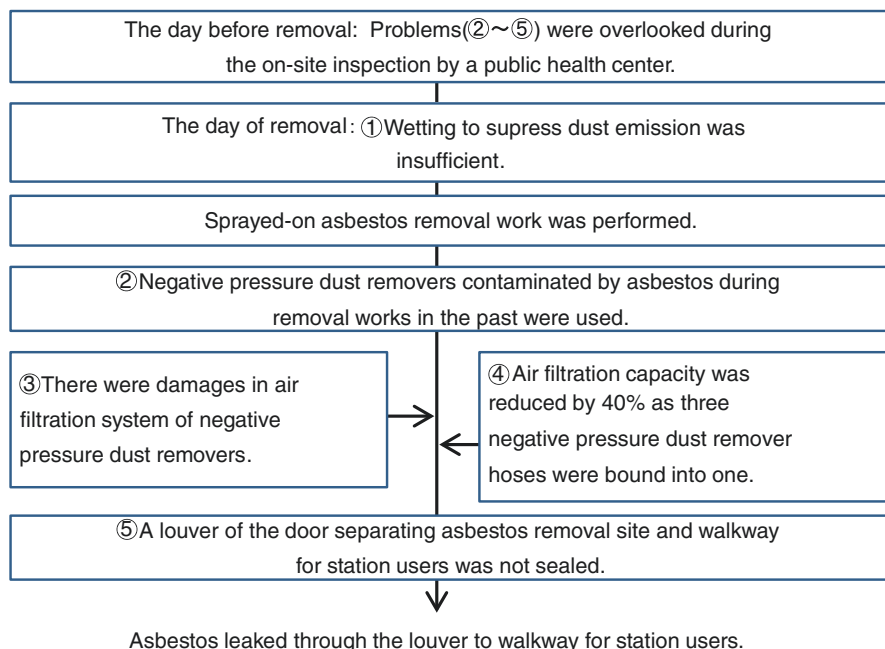 The day before removal: Problems(②～⑤) were overlooked during
the on-site inspection by a public health center.
The day of removal: ①Wetting to supress dust emission was
insufficient.
Sprayed-on asbestos removal work was performed.
②Negative pressure dust removers contaminated by asbestos during
removal works in the past were used.
③There were damages in air
filtration system of negative
pressure dust removers.
④Air filtration capacity was
reduced by 40% as three
negative pressure dust remover
hoses were bound into one.
⑤A louver of the door separating asbestos removal site and walkway
for station users was not sealed.
Asbestos leaked through the louver to walkway for station users.